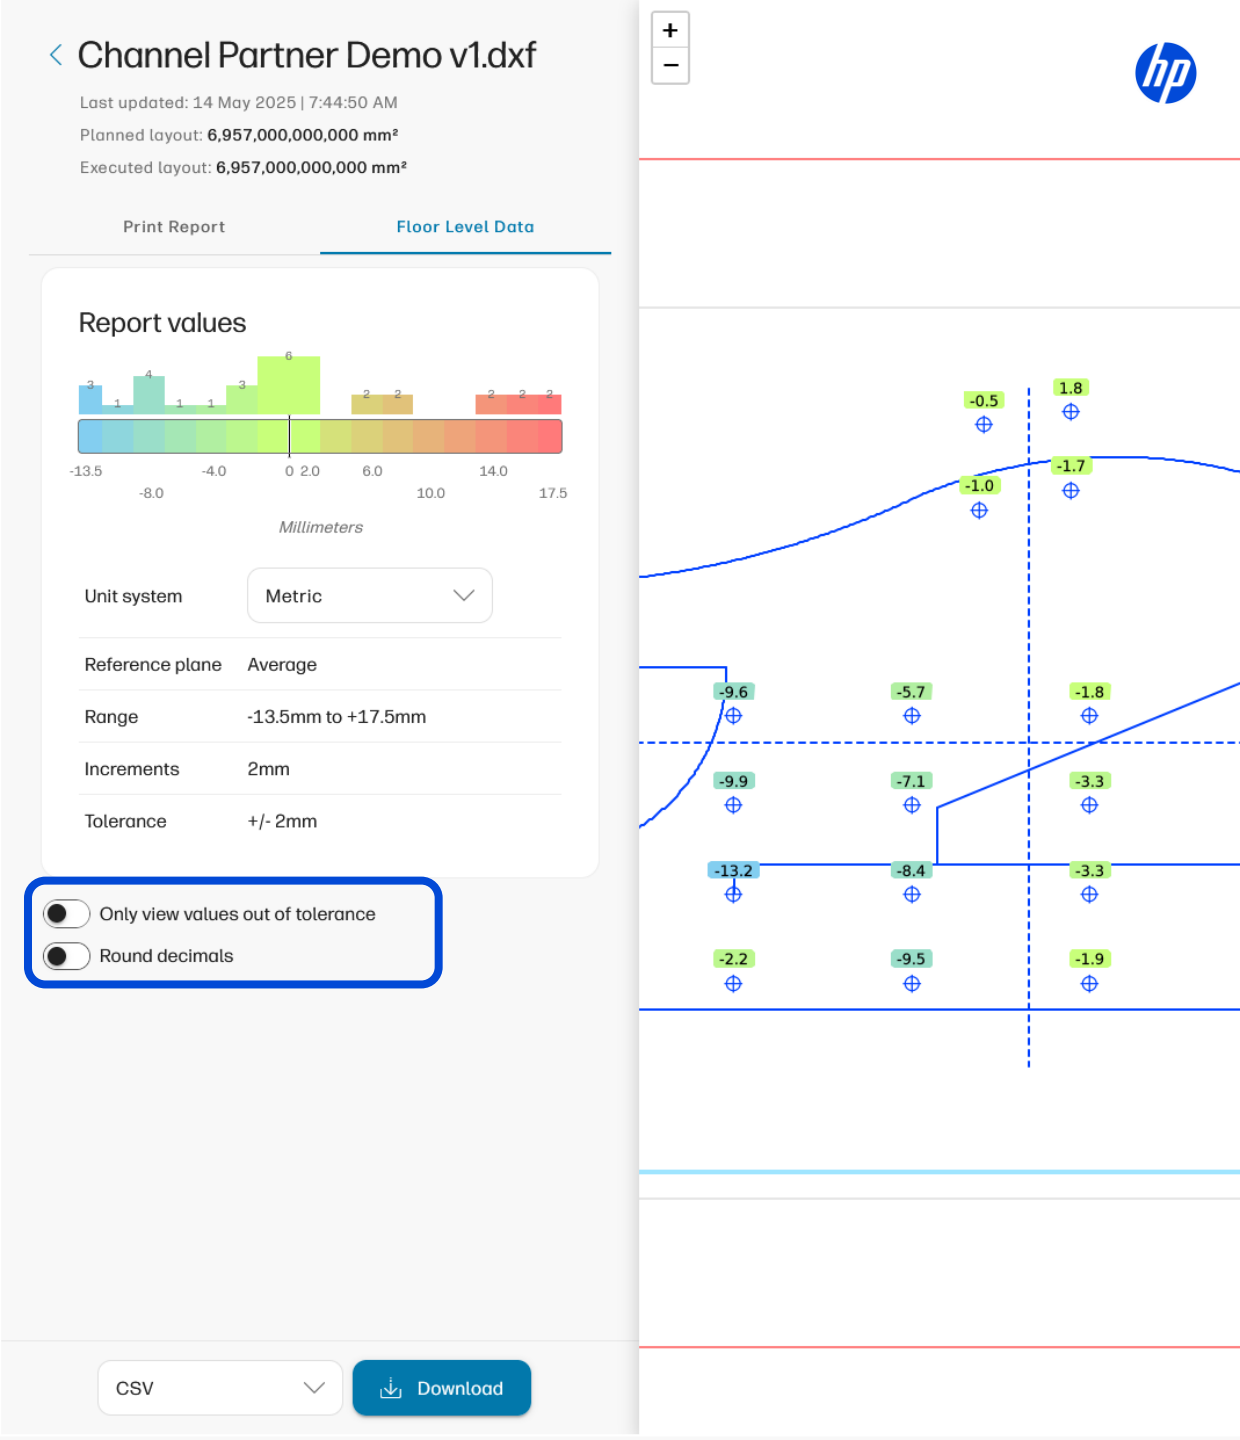 Channel Partner Demo v1.dxf
Last updated: 14 May 2025 | 7:44:50 AM
Planned layout: 6,957,000,000,000 mm²
Executed layout: 6,957,000,000,000 mm²
Print Report Floor Level Data
Report values
3 1 4 1 1 3 6 2 2 2 2 2
-13.5 -4.0 0 2.0 6.0 14.0
-8.0 10.0 17.5
Millimeters
Unit system Metric
Reference plane Average
Range -13.5mm to +17.5mm
Increments 2mm
Tolerance +/- 2mm
Only view values out of tolerance
Round decimals
CSV Download
+
−
hp
-0.5 1.8
-1.0 -1.7
-9.6 -5.7 -1.8
-9.9 -7.1 -3.3
-13.2 -8.4 -3.3
-2.2 -9.5 -1.9